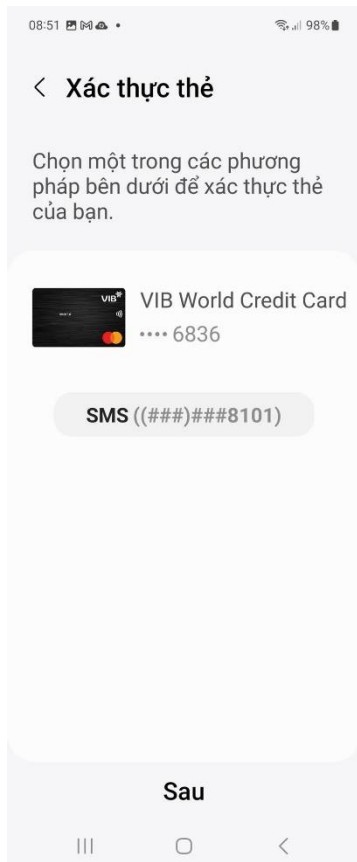 08:51
98%
Xác thực thẻ
Chọn một trong các phương
pháp bên dưới để xác thực thẻ
của bạn.
VIB
VIB World Credit Card
•••• 6836
SMS ((###)###8101)
Sau